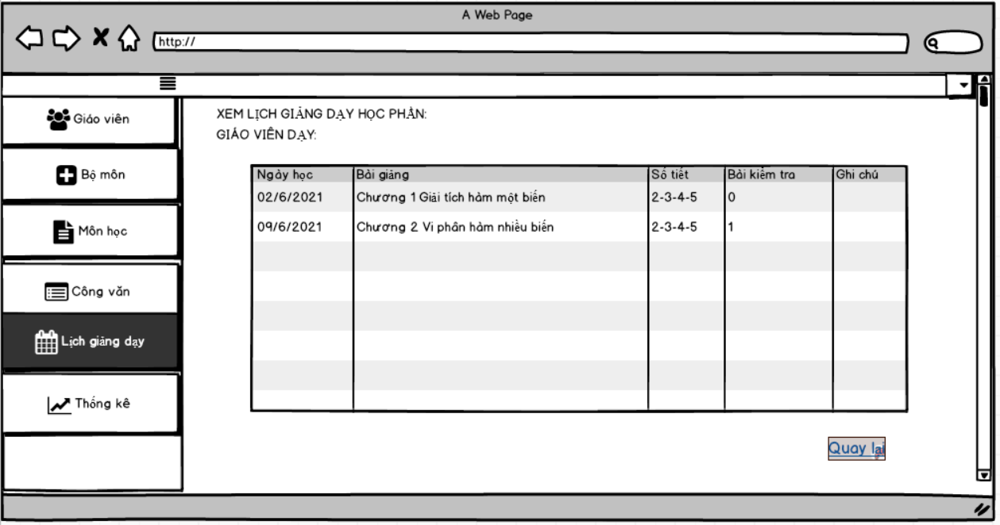 A Web Page
http://
Giáo viên
Bộ môn
Môn học
Công văn
Lịch giảng dạy
Thống kê
XEM LỊCH GIẢNG DẠY HỌC PHẦN:
GIÁO VIÊN DẠY:
Ngày học Bài giảng Số tiết Bài kiểm tra Ghi chú
02/6/2021 Chương 1 Giải tích hàm một biến 2-3-4-5 0
09/6/2021 Chương 2 Vi phân hàm nhiều biến 2-3-4-5 1
Quay lại